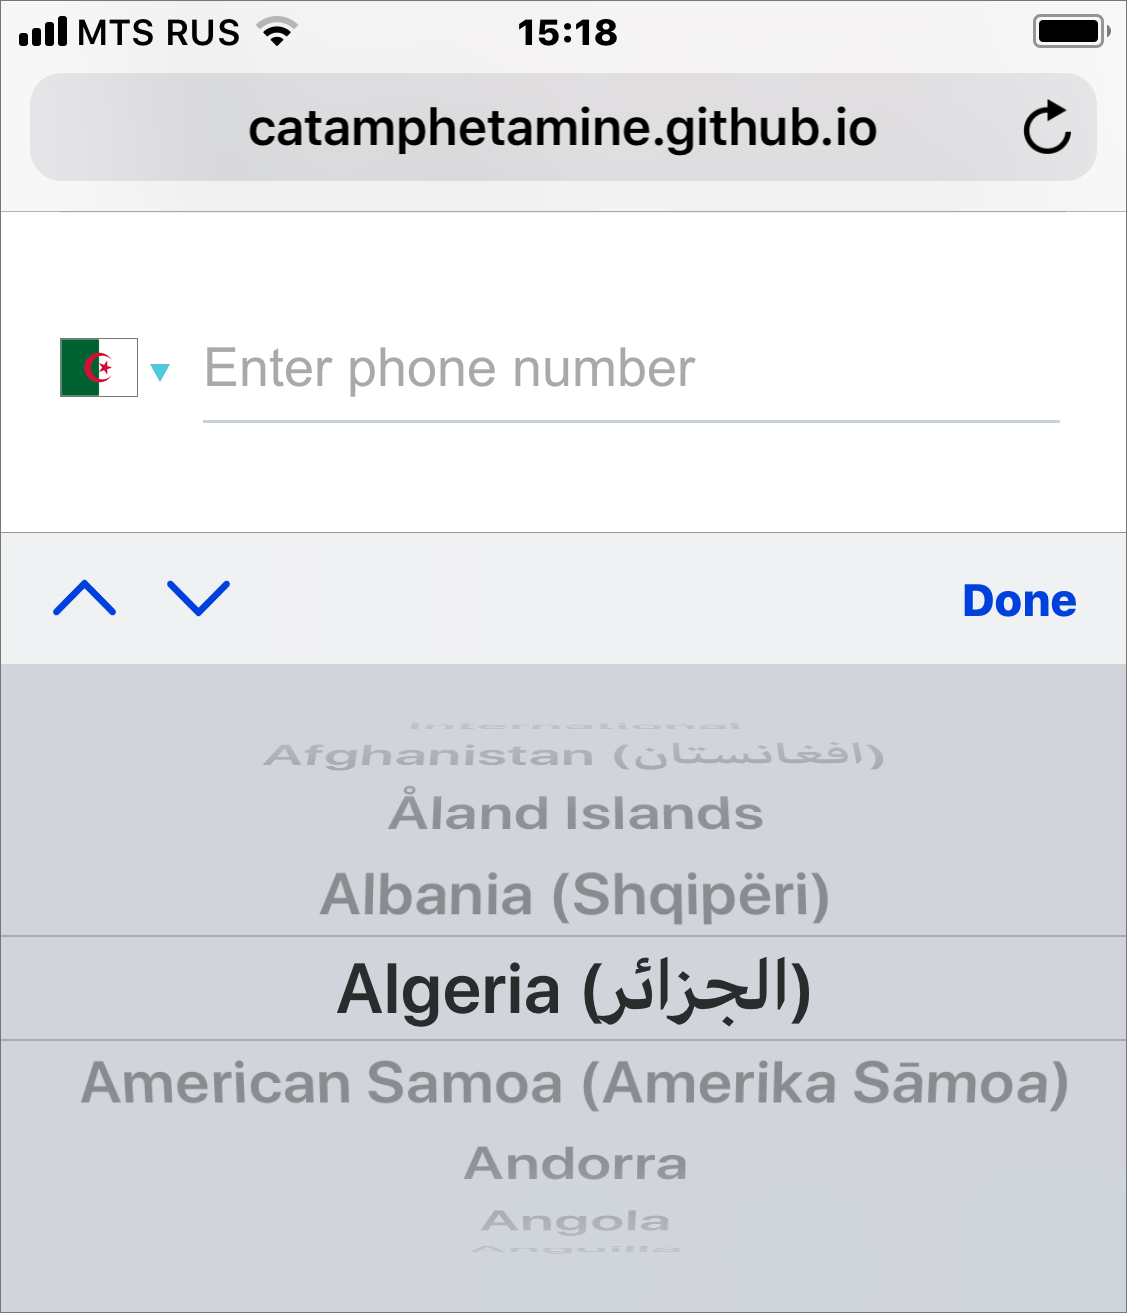 MTS RUS 15:18
catamphetamine.github.io
Enter phone number
Done
International
Afghanistan (افغانستان)
Åland Islands
Albania (Shqipëri)
Algeria (الجزائر)
American Samoa (Amerika Sāmoa)
Andorra
Angola
Anguilla